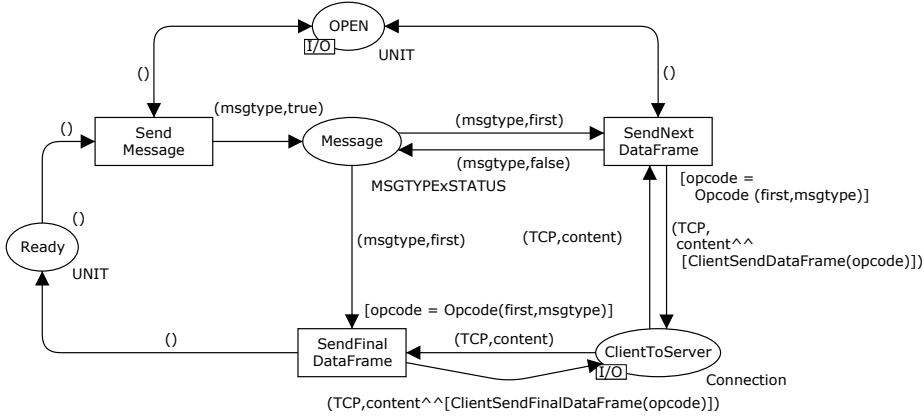 OPEN
I/O
UNIT
()
()
(msgtype,true)
()
Send
Message
Message
(msgtype,first)
(msgtype,false)
SendNext
DataFrame
MSGTYPExSTATUS
[opcode =
Opcode (first,msgtype)]
()
Ready
UNIT
(msgtype,first)
(TCP,content)
(TCP,
content^^
[ClientSendDataFrame(opcode)])
[opcode = Opcode(first,msgtype)]
()
SendFinal
DataFrame
(TCP,content)
ClientToServer
I/O
Connection
(TCP,content^^[ClientSendFinalDataFrame(opcode)])